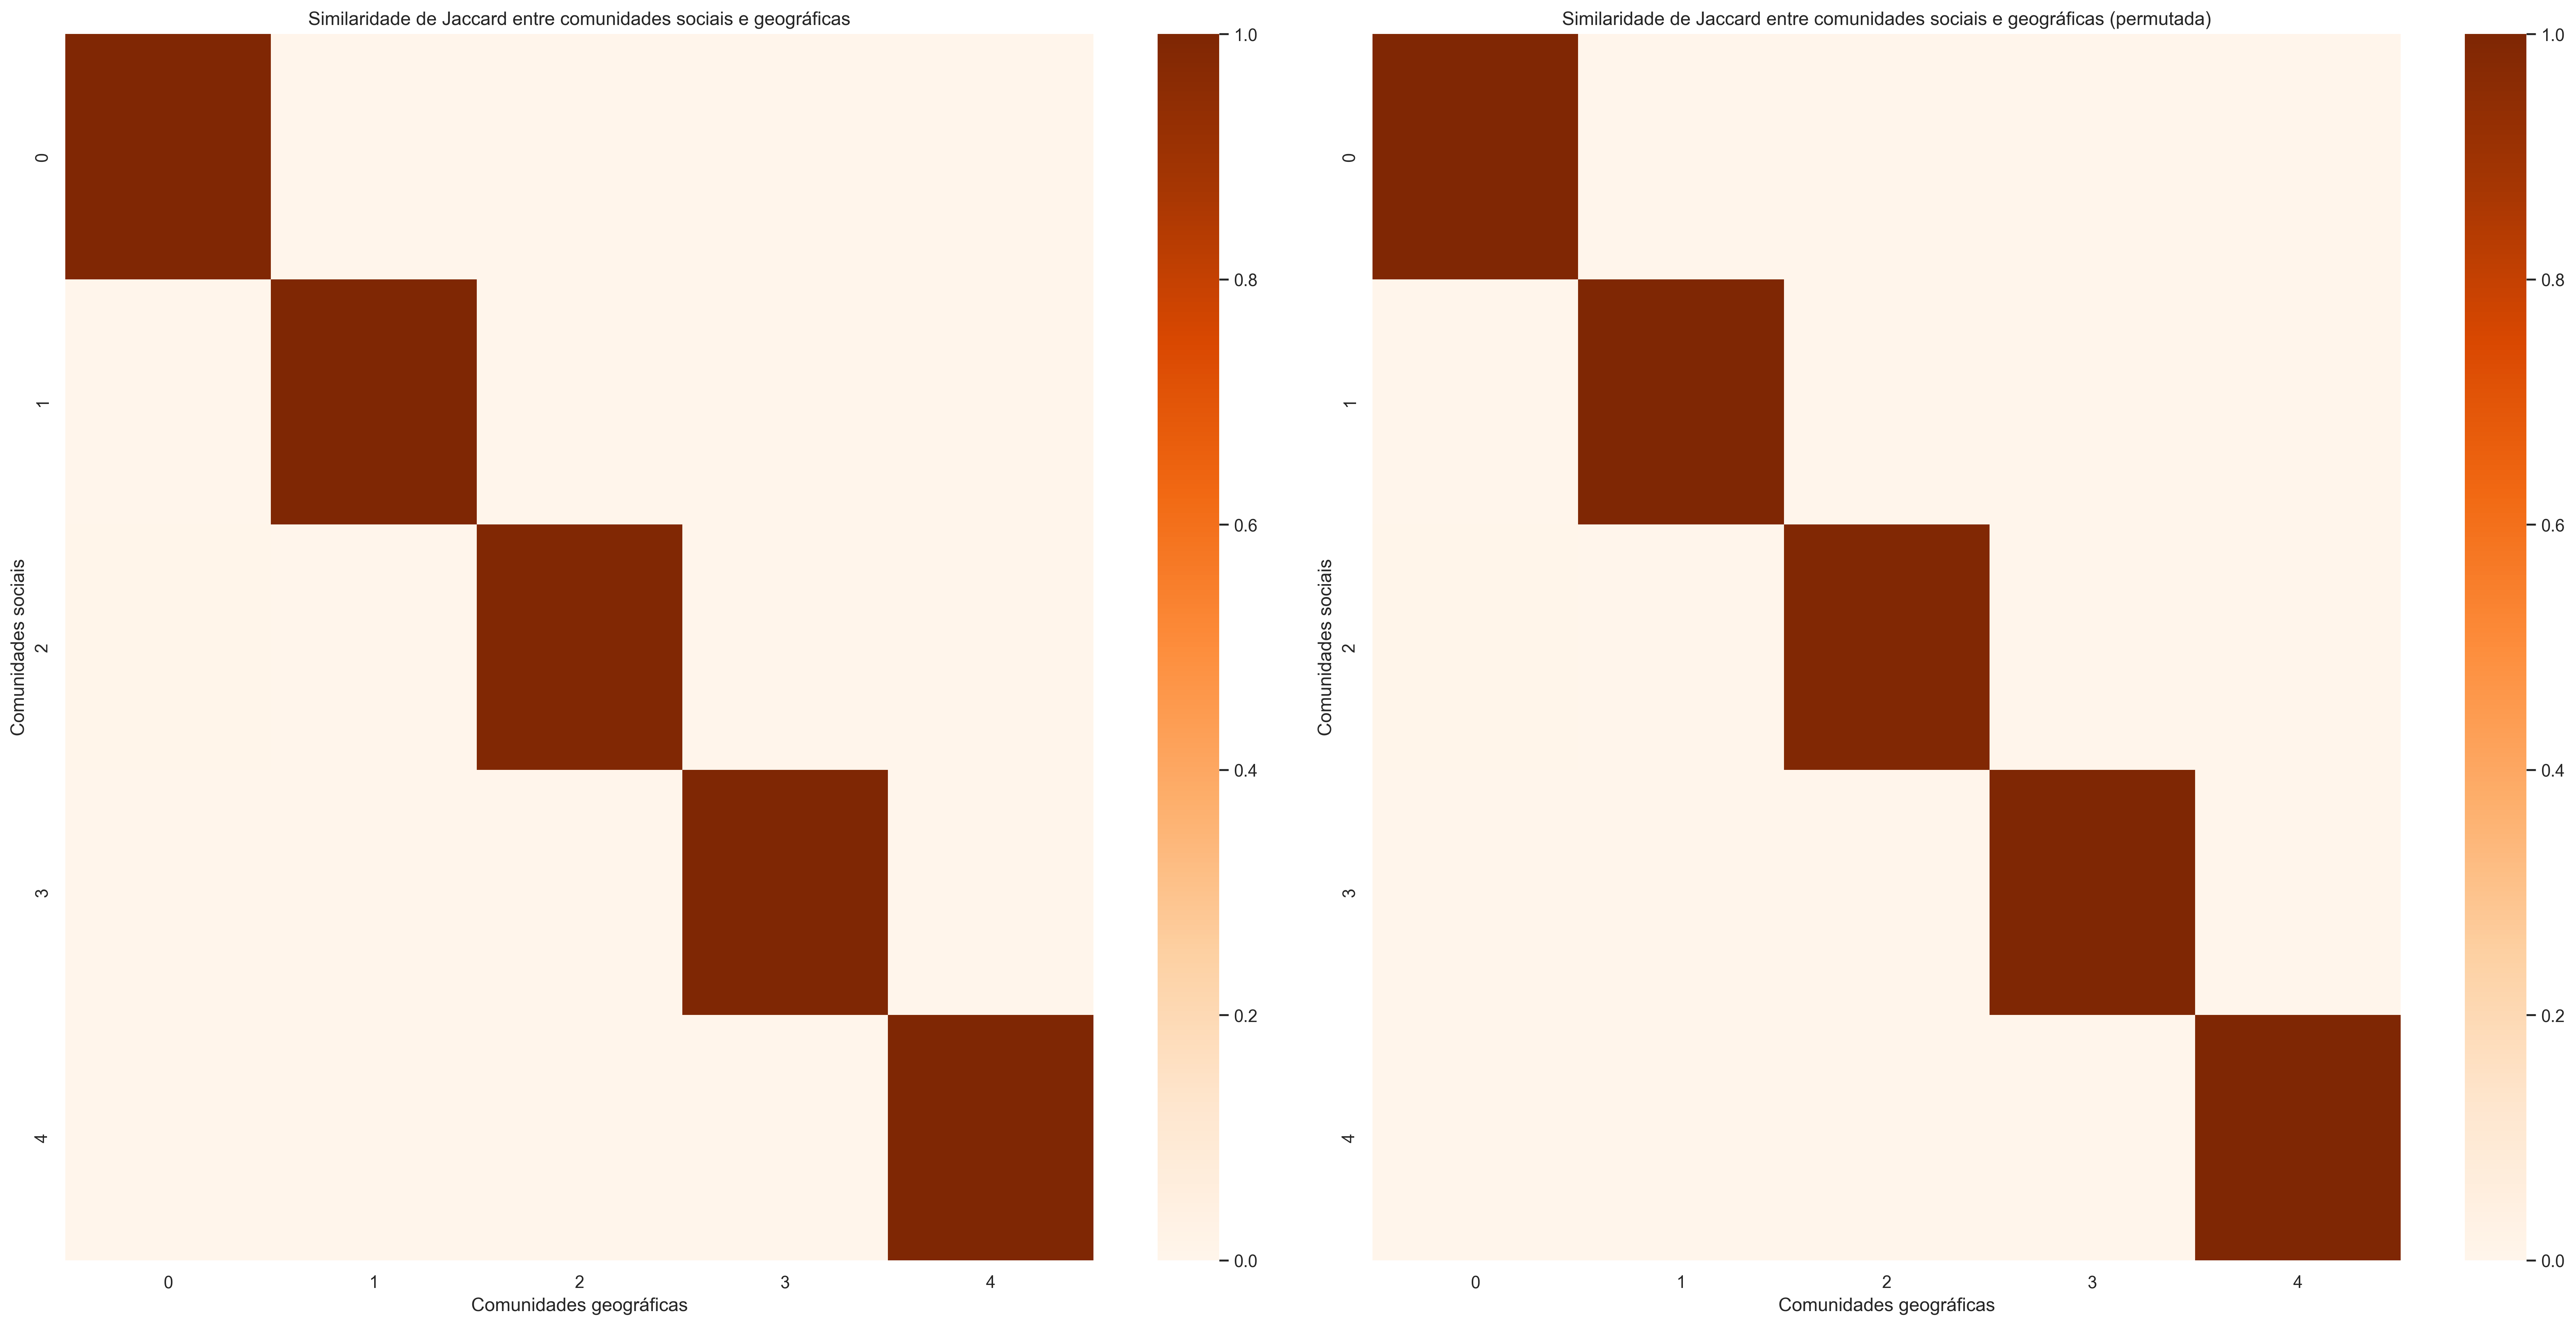 Similaridade de Jaccard entre comunidades sociais e geográficas
Comunidades sociais
0
1
2
3
4
0 1 2 3 4
Comunidades geográficas
1.0
0.8
0.6
0.4
0.2
0.0
Similaridade de Jaccard entre comunidades sociais e geográficas (permutada)
Comunidades sociais
0
1
2
3
4
0 1 2 3 4
Comunidades geográficas
1.0
0.8
0.6
0.4
0.2
0.0